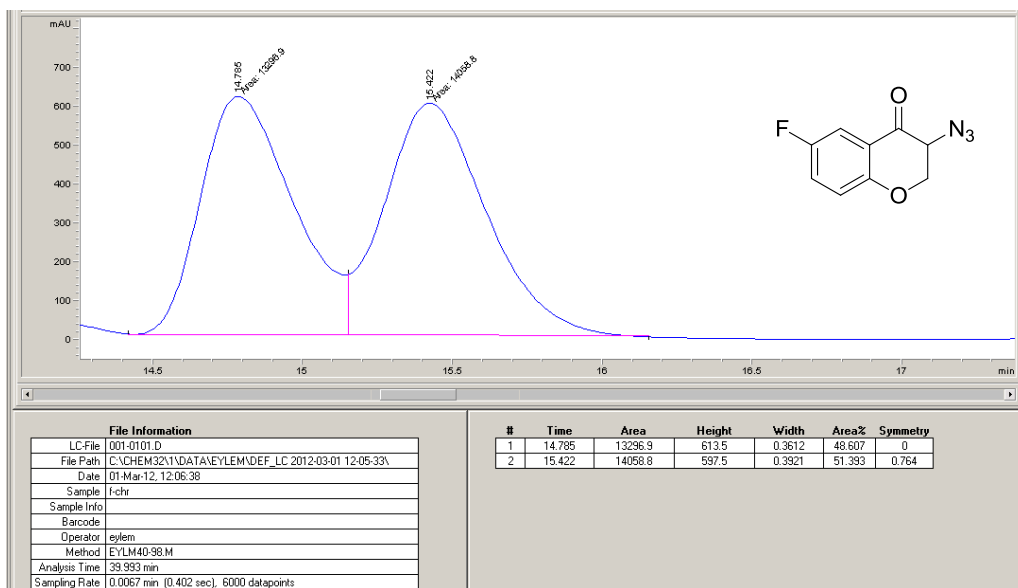 mAU
700
600
500
400
300
200
100
0
14.785
Area: 13296.9
15.422
Area: 14058.8
14.5 15 15.5 16 16.5 17 min
O
F
N3
O
File Information
LC-File 001-0101.D
File Path C:\CHEM32\1\DATA\EYLEM\DEF_LC 2012-03-01 12-05-33\
Date 01-Mar-12, 12:06:38
Sample f-chr
Sample Info
Barcode
Operator eylem
Method EYLM40-98.M
Analysis Time 39.993 min
Sampling Rate 0.0067 min (0.402 sec), 6000 datapoints
# Time Area Height Width Area% Symmetry
1 14.785 13296.9 613.5 0.3612 48.607 0
2 15.422 14058.8 597.5 0.3921 51.393 0.764